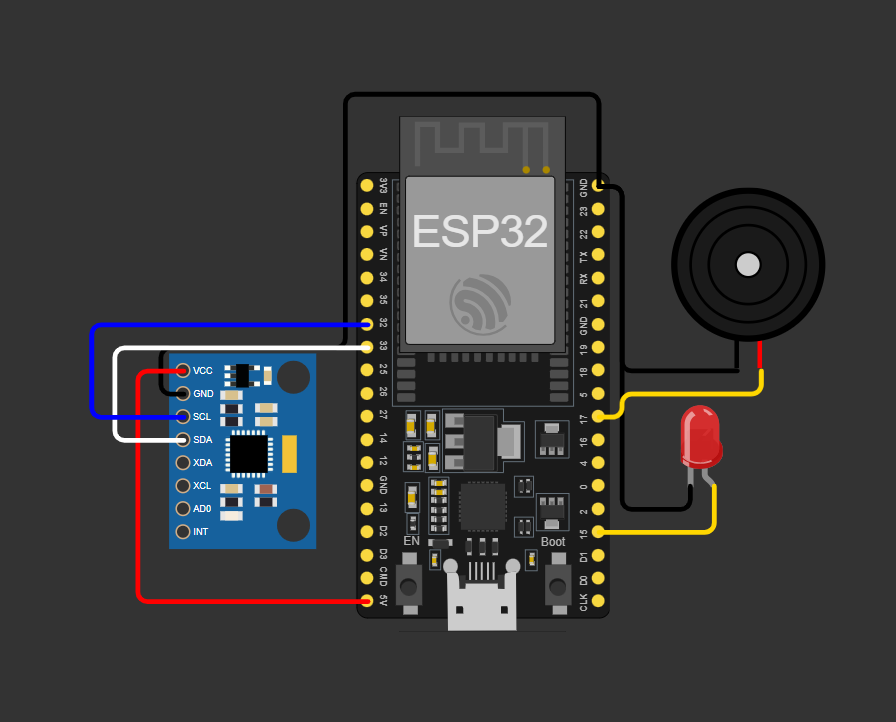 ESP32
3V3
EN
VP
VN
34
35
32
33
25
26
27
14
12
GND
13
D2
D3
CMD
5V
GND
23
22
TX
RX
21
GND
19
18
5
17
16
4
0
2
15
D1
D0
CLK
EN
Boot
VCC
GND
SCL
SDA
XDA
XCL
AD0
INT